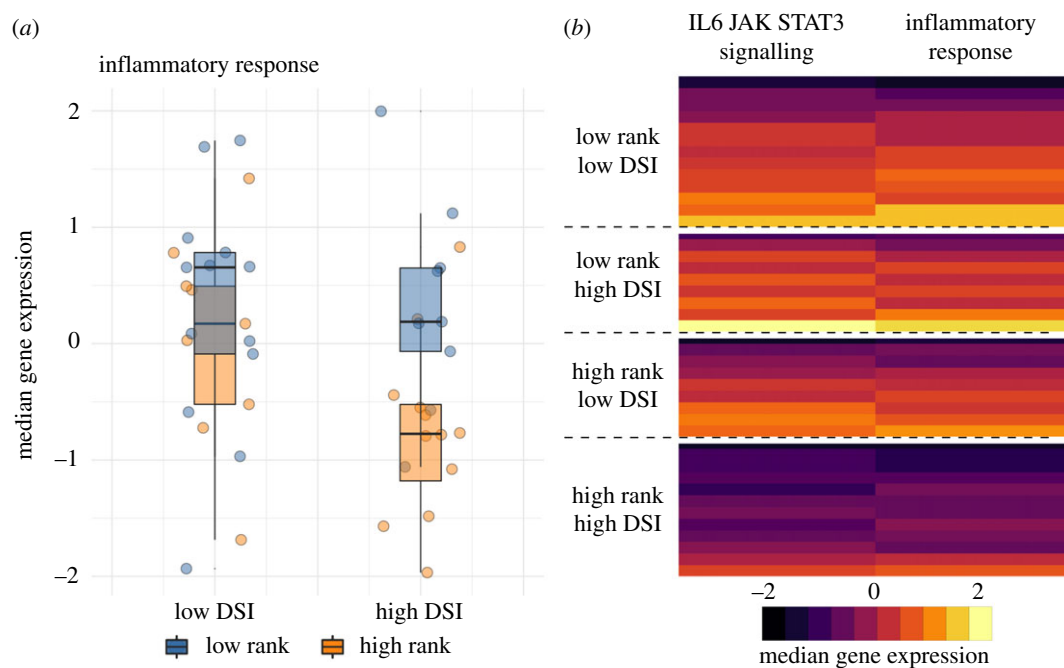 (a)
inflammatory response
median gene expression
2
1
0
−1
−2
low DSI
high DSI
low rank
high rank
(b)
IL6 JAK STAT3
signalling
inflammatory
response
low rank
low DSI
low rank
high DSI
high rank
low DSI
high rank
high DSI
−2
0
2
median gene expression